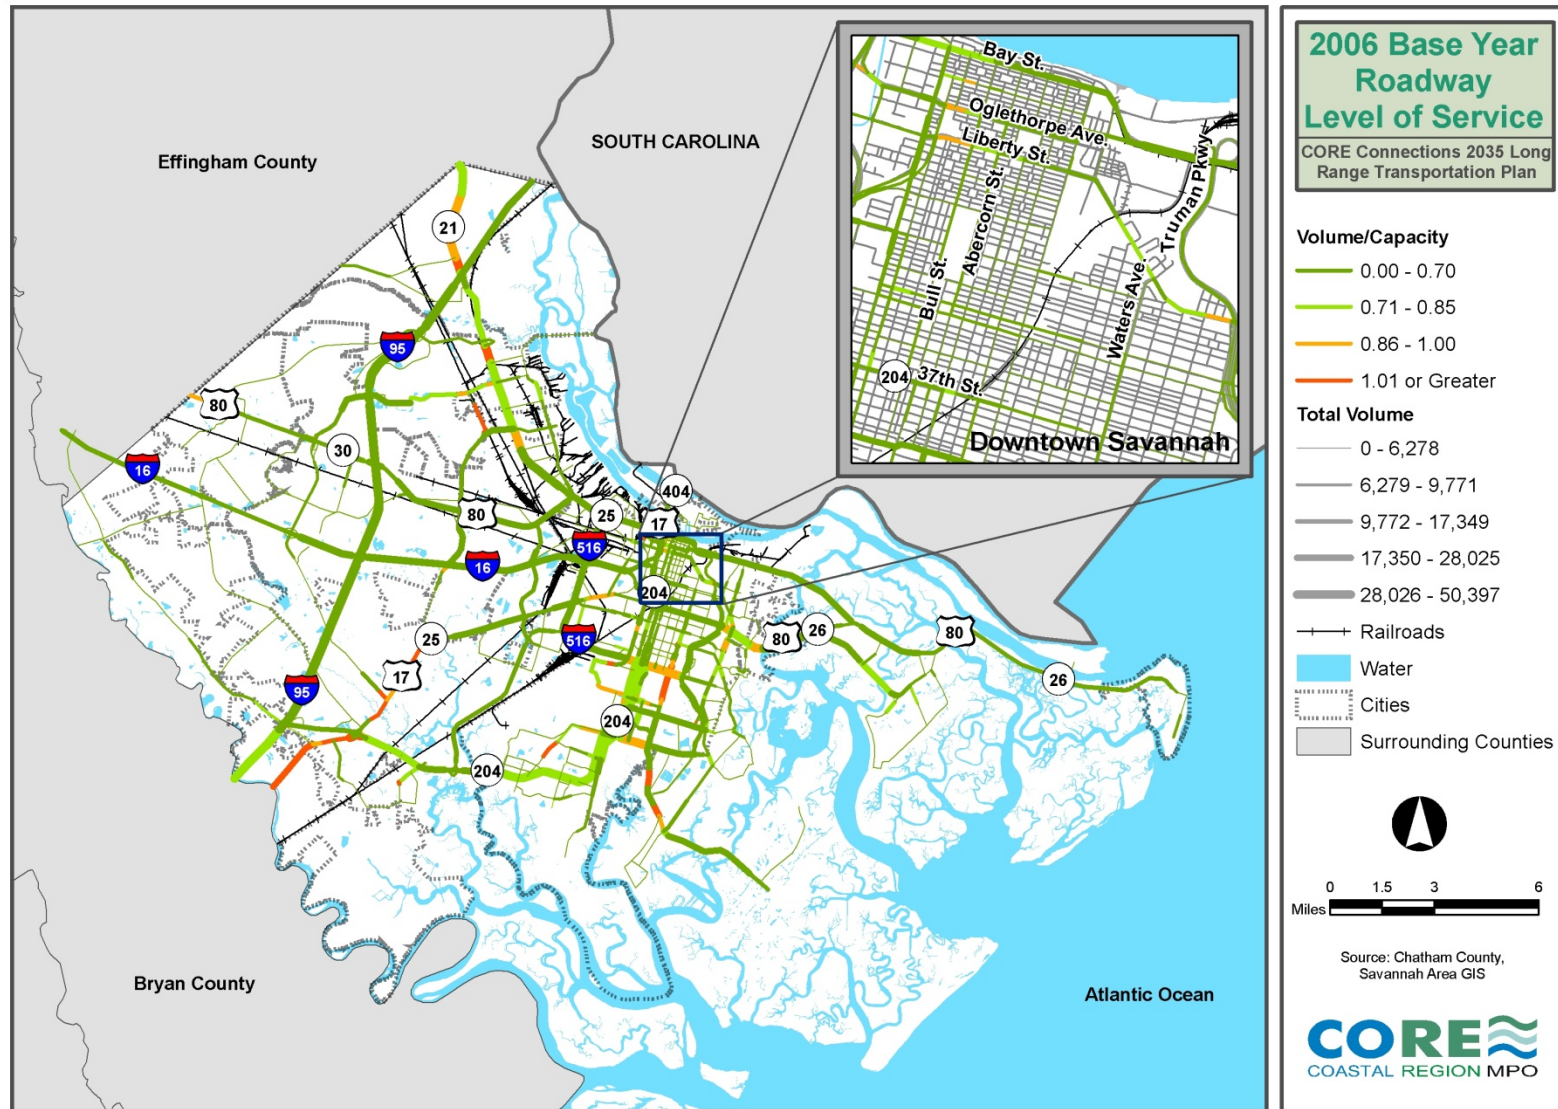 2006 Base Year
Roadway
Level of Service
CORE Connections 2035 Long
Range Transportation Plan
Volume/Capacity
0.00 - 0.70
0.71 - 0.85
0.86 - 1.00
1.01 or Greater
Total Volume
0 - 6,278
6,279 - 9,771
9,772 - 17,349
17,350 - 28,025
28,026 - 50,397
Railroads
Water
Cities
Surrounding Counties
0 1.5 3 6
Miles
Source: Chatham County,
Savannah Area GIS
CORE
COASTAL REGION MPO
Effingham County
SOUTH CAROLINA
Bryan County
Atlantic Ocean
21
95
80
30
16
80
404
25
17
516
16
204
25
516
80
26
80
17
95
204
26
204
Bay St.
Oglethorpe Ave.
Liberty St.
Abercorn St.
Bull St.
Truman Pkwy.
Waters Ave.
204
37th St.
Downtown Savannah